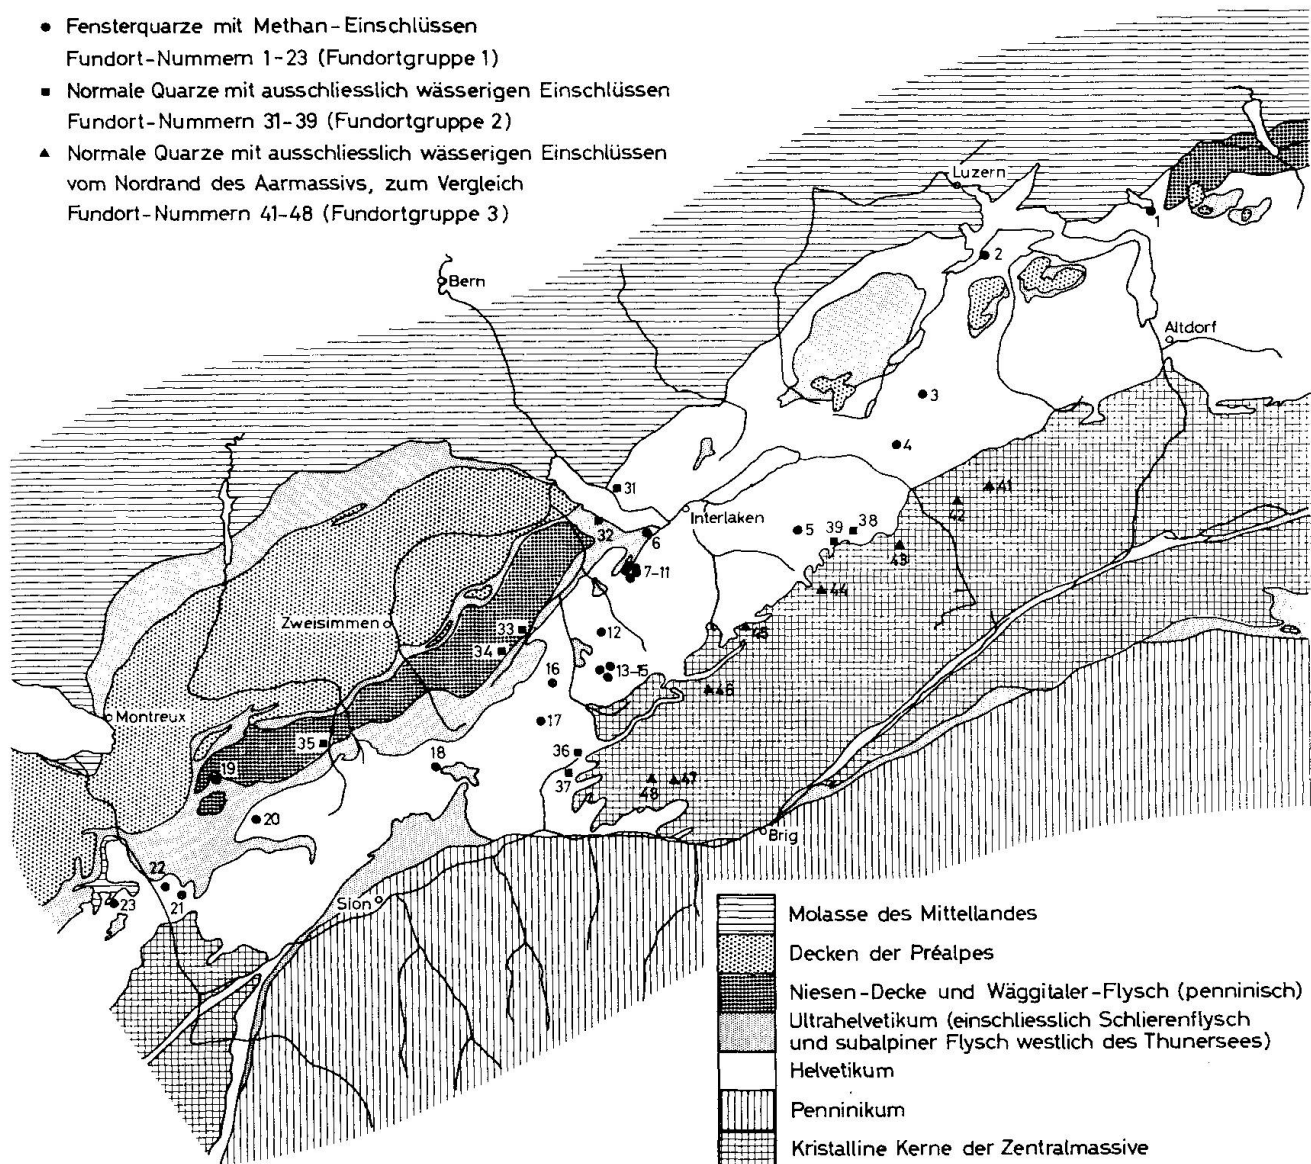 Fensterquarze mit Methan-Einschlüssen
Fundort-Nummern 1-23 (Fundortgruppe 1)
Normale Quarze mit ausschliesslich wässerigen Einschlüssen
Fundort-Nummern 31-39 (Fundortgruppe 2)
Normale Quarze mit ausschliesslich wässerigen Einschlüssen
vom Nordrand des Aarmassivs, zum Vergleich
Fundort-Nummern 41-48 (Fundortgruppe 3)
Luzern
1
2
Bern
Altdorf
3
4
31
41
42
Interlaken
32
6
5
39
38
43
7-11
44
Zweisimmen
33
12
45
34
13-15
16
46
Montreux
17
35
36
18
37
19
48
47
20
Brig
22
21
23
Sion
Molasse des Mittellandes
Decken der Préalpes
Niesen-Decke und Wäggitaler-Flysch (penninisch)
Ultrahelvetikum (einschliesslich Schlierenflysch
und subalpiner Flysch westlich des Thunersees)
Helvetikum
Penninikum
Kristalline Kerne der Zentralmassive